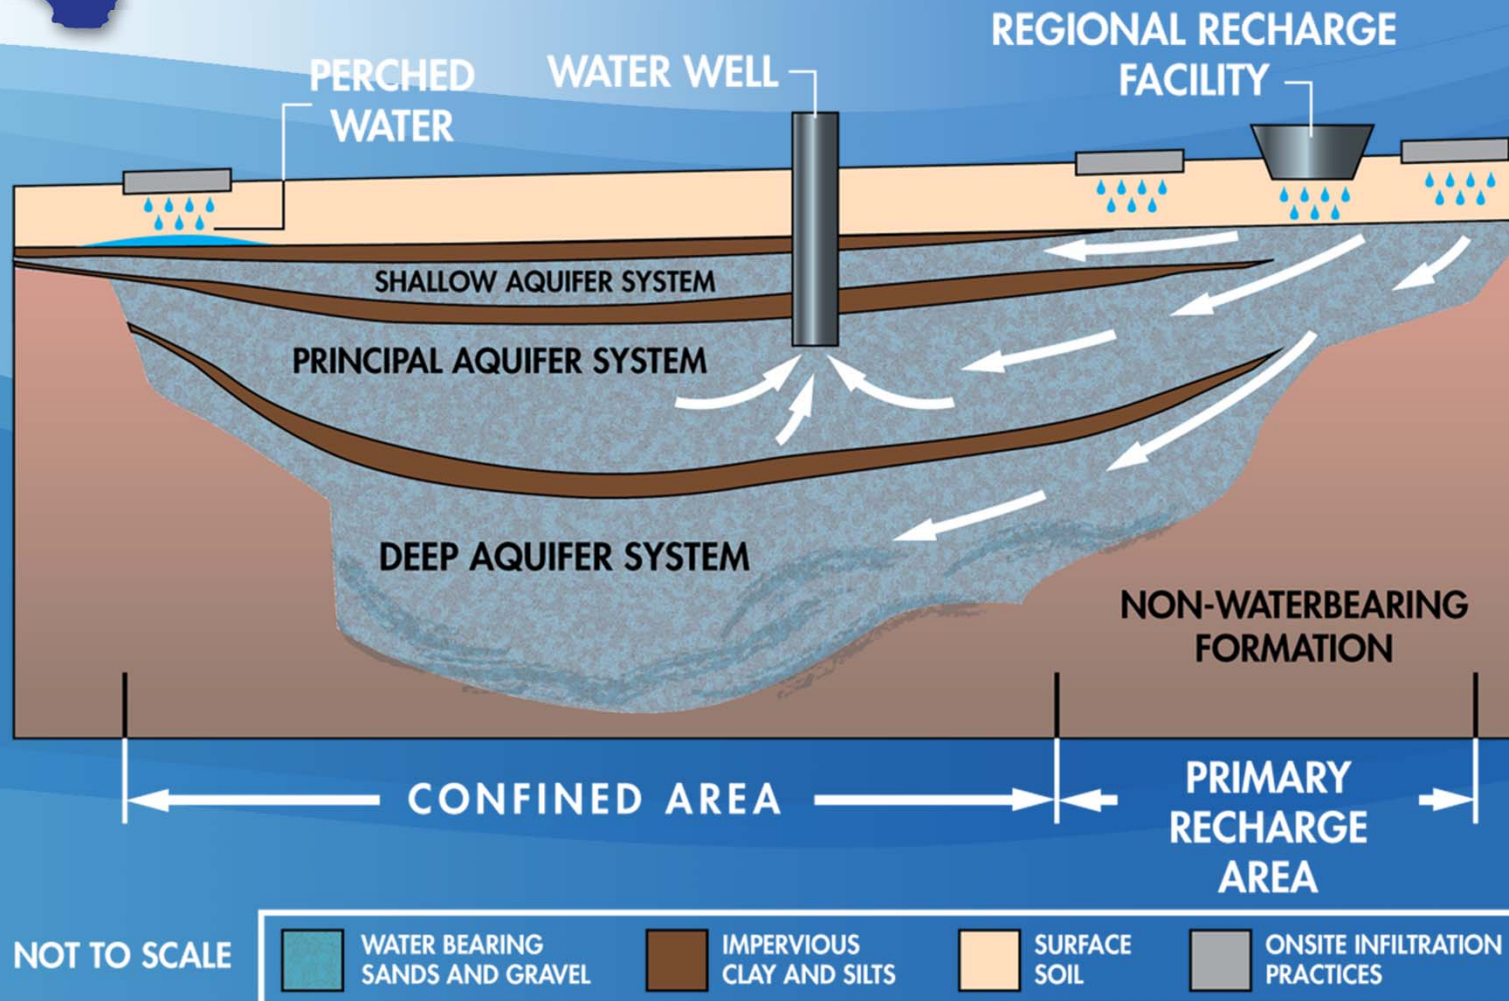 REGIONAL RECHARGE
FACILITY
PERCHED
WATER
WATER WELL
SHALLOW AQUIFER SYSTEM
PRINCIPAL AQUIFER SYSTEM
DEEP AQUIFER SYSTEM
NON-WATERBEARING
FORMATION
CONFINED AREA
PRIMARY
RECHARGE
AREA
NOT TO SCALE
WATER BEARING
SANDS AND GRAVEL
IMPERVIOUS
CLAY AND SILTS
SURFACE
SOIL
ONSITE INFILTRATION
PRACTICES